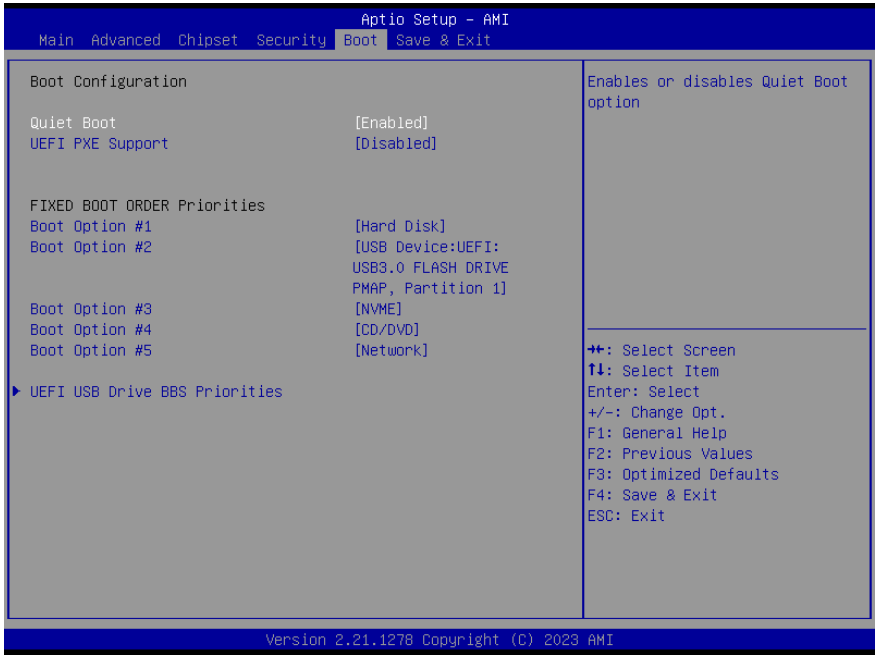 Aptio Setup – AMI
Main Advanced Chipset Security Boot Save & Exit
Boot Configuration
Quiet Boot [Enabled]
UEFI PXE Support [Disabled]
FIXED BOOT ORDER Priorities
Boot Option #1 [Hard Disk]
Boot Option #2 [USB Device:UEFI:
USB3.0 FLASH DRIVE
PMAP, Partition 1]
Boot Option #3 [NVME]
Boot Option #4 [CD/DVD]
Boot Option #5 [Network]
UEFI USB Drive BBS Priorities
Enables or disables Quiet Boot
option
→←: Select Screen
↑↓: Select Item
Enter: Select
+/-: Change Opt.
F1: General Help
F2: Previous Values
F3: Optimized Defaults
F4: Save & Exit
ESC: Exit
Version 2.21.1278 Copyright (C) 2023 AMI